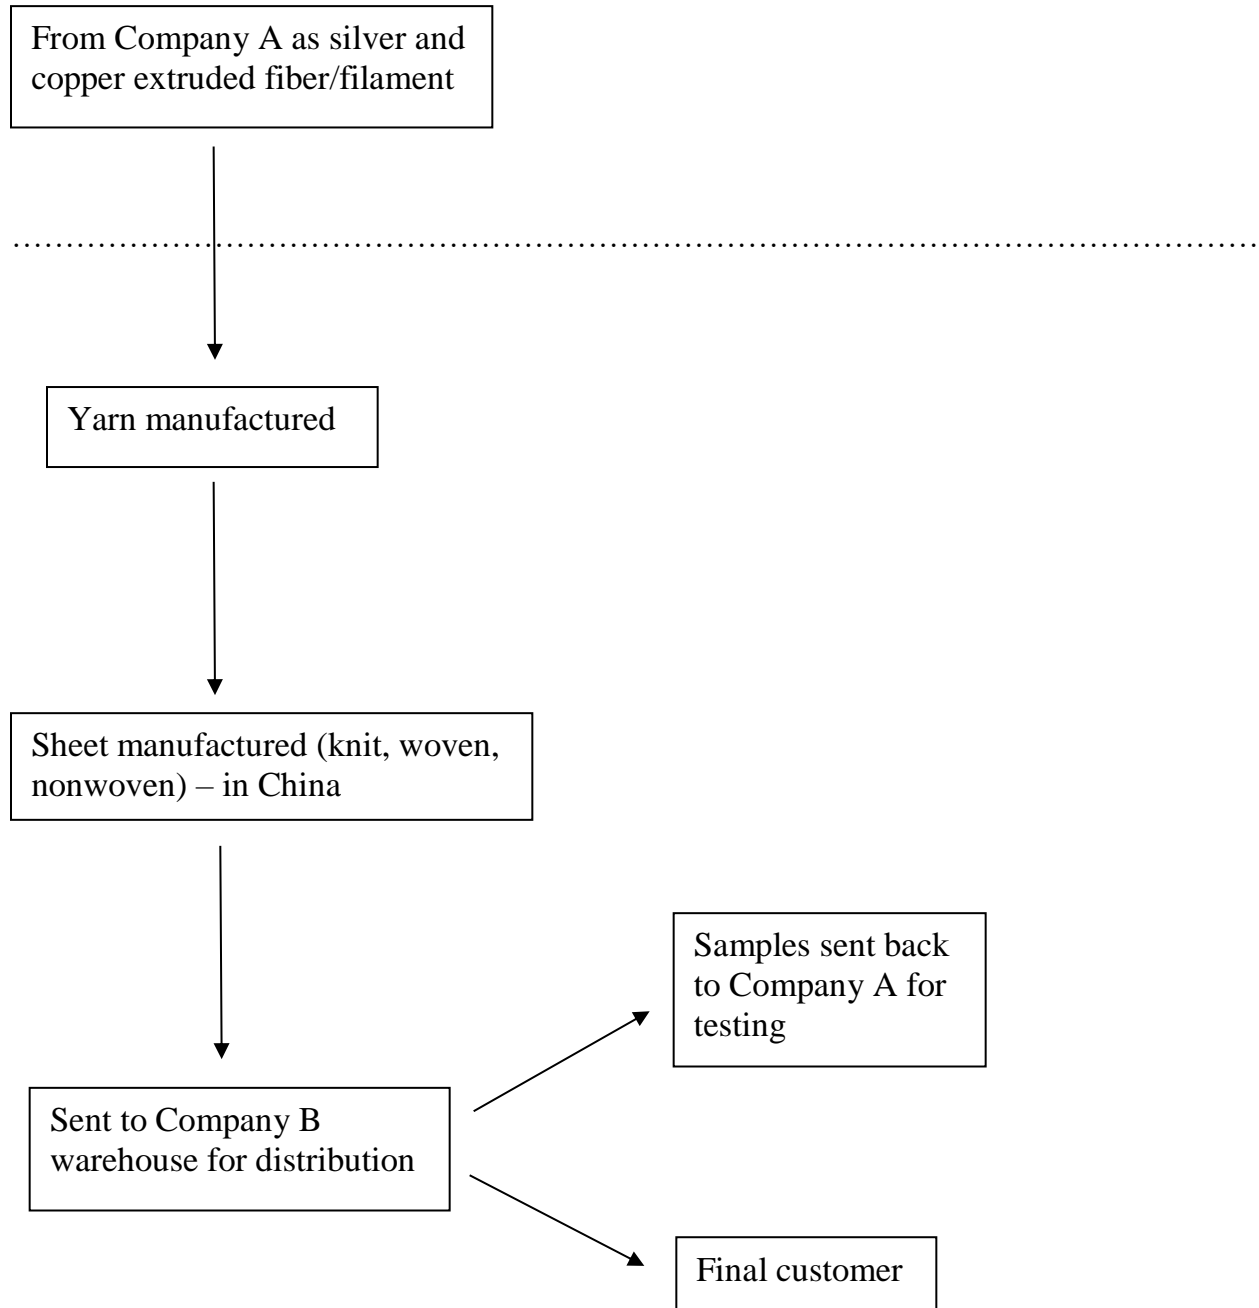 From Company A as silver and
copper extruded fiber/filament
Yarn manufactured
Sheet manufactured (knit, woven,
nonwoven) – in China
Samples sent back
to Company A for
testing
Sent to Company B
warehouse for distribution
Final customer